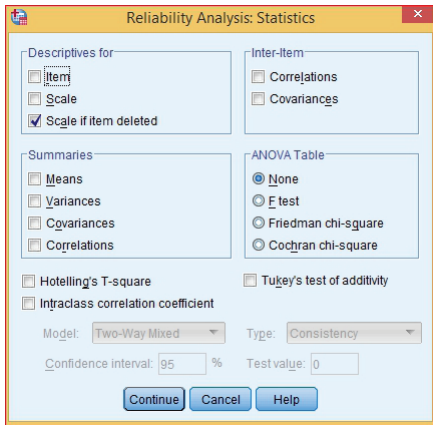 Reliability Analysis: Statistics
Descriptives for
Item
Scale
Scale if item deleted
Inter-Item
Correlations
Covariances
Summaries
Means
Variances
Covariances
Correlations
ANOVA Table
None
F test
Friedman chi-square
Cochran chi-square
Hotelling's T-square
Tukey's test of additivity
Intraclass correlation coefficient
Model: Two-Way Mixed Type: Consistency
Confidence interval: 95 % Test value: 0
Continue Cancel Help